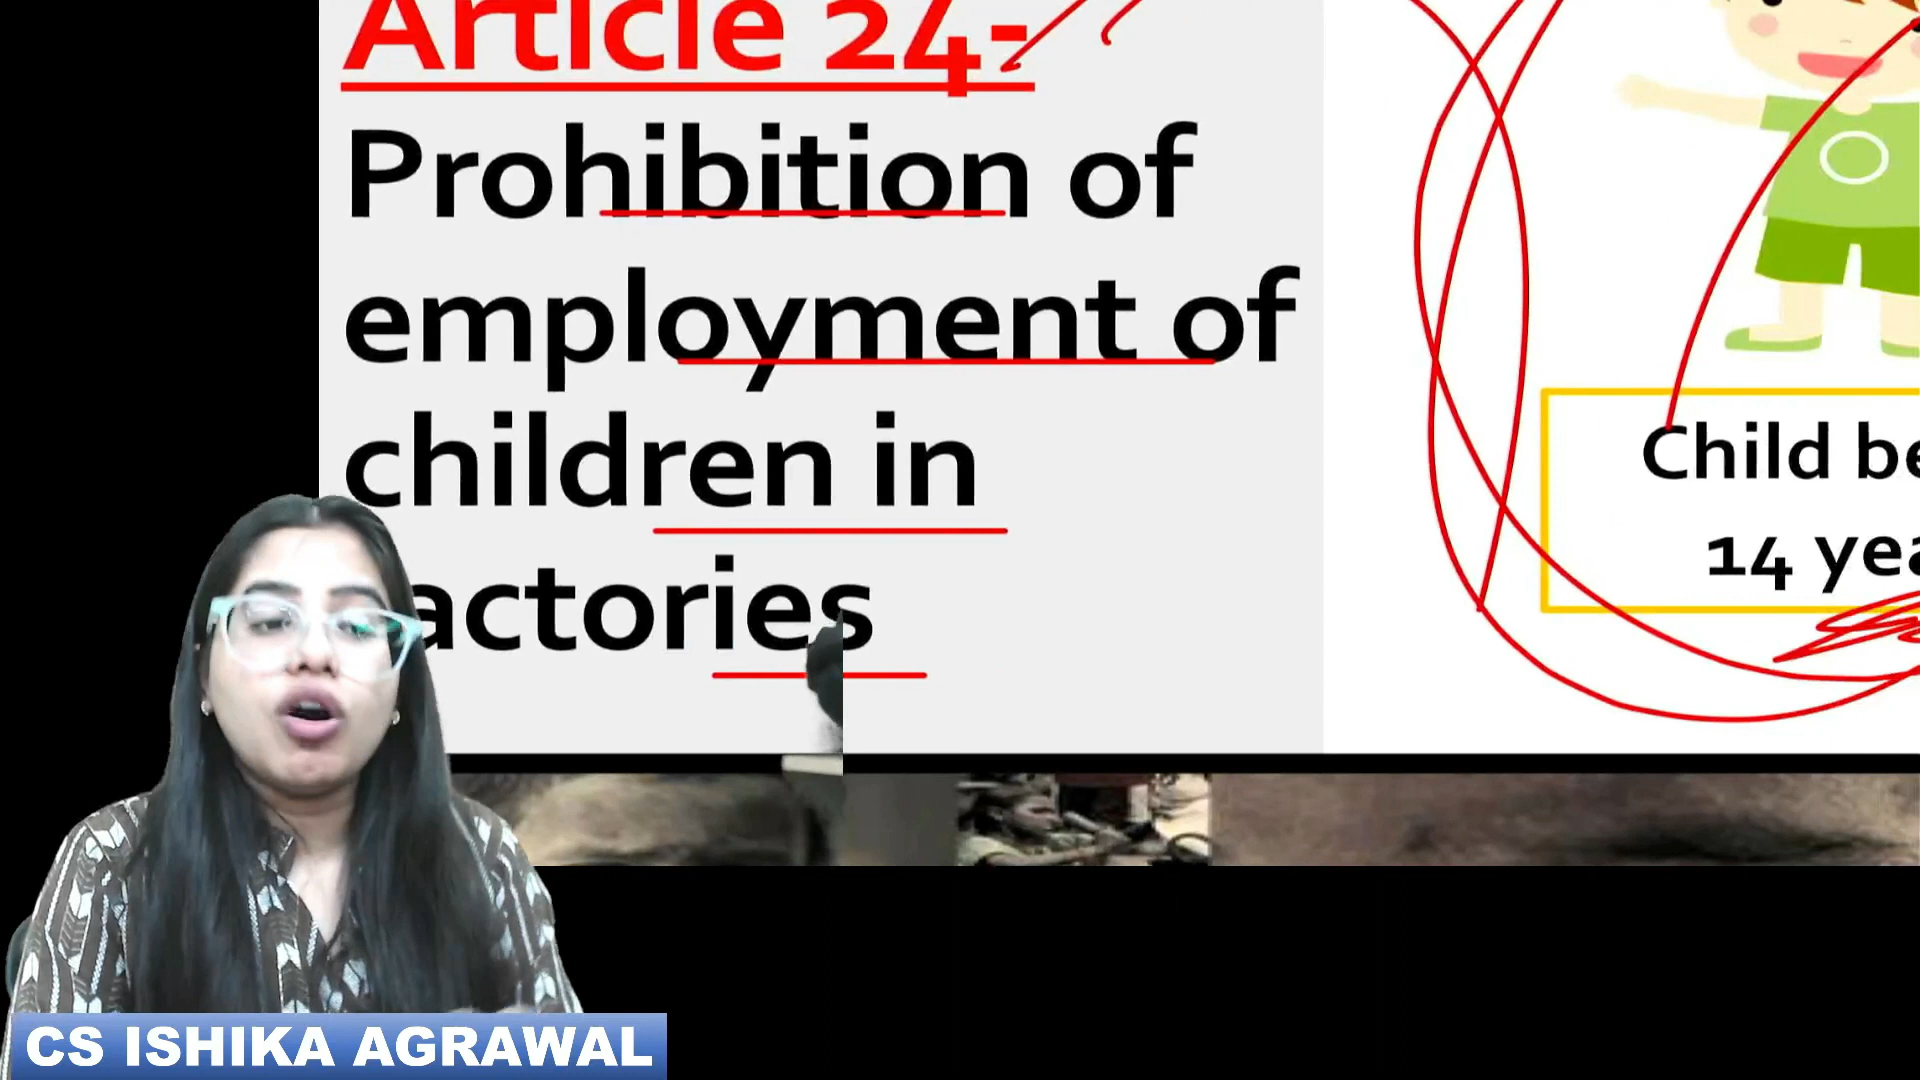 Article 24-
Prohibition of
employment of
children in
actories
Child be
14 yea
CS ISHIKA AGRAWAL